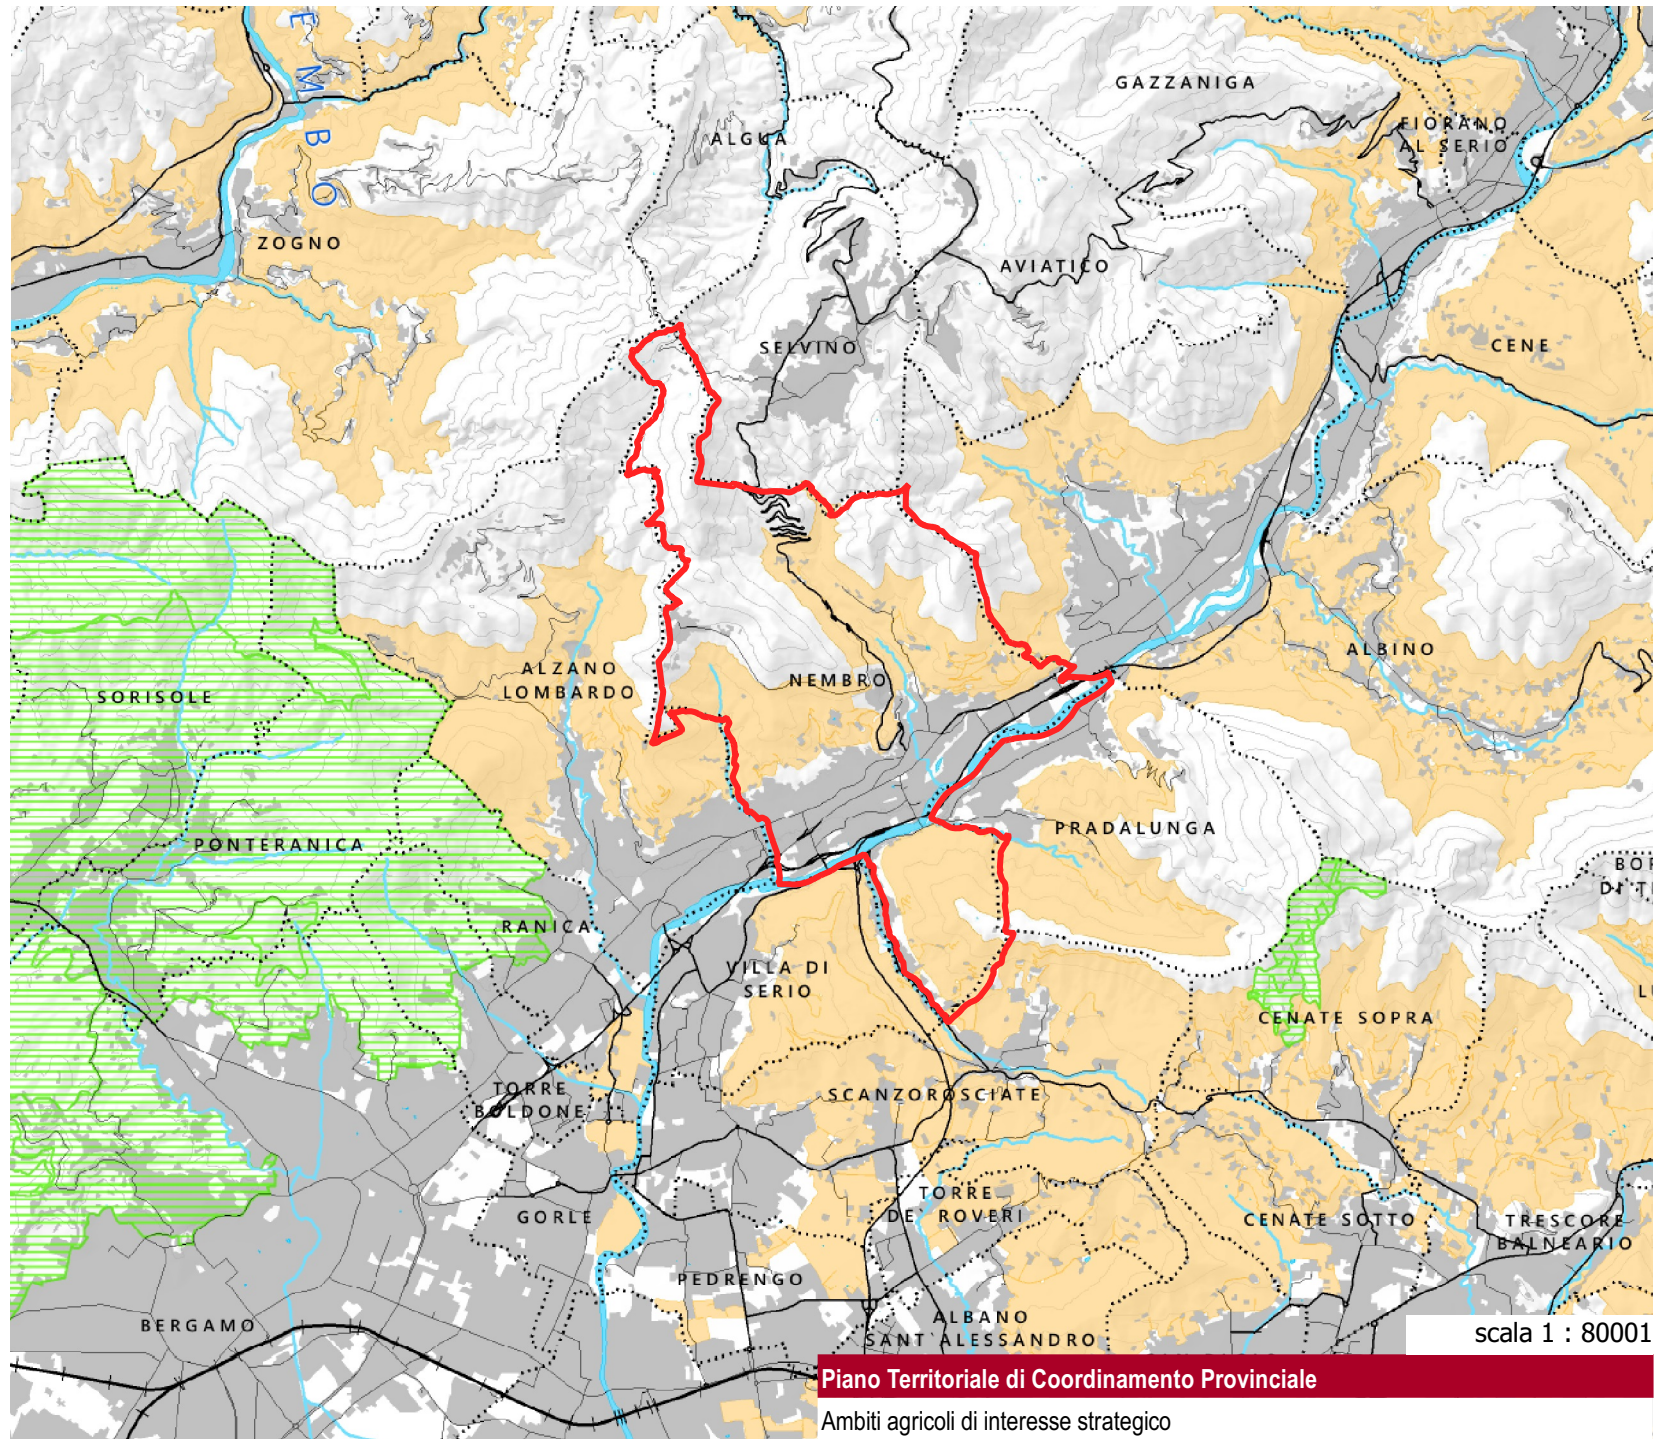 E
M
B
O
GAZZANIGA
ALGUA
FIORANO
AL SERIO
ZOGNO
AVIATICO
SELVINO
CENE
ALBINO
ALZANO
LOMBARDO
NEMBRO
SORISOLE
PRADALUNGA
PONTERANICA
RANICA
VILLA DI
SERIO
CENATE SOPRA
TORRE
BOLDONE
SCANZOROSCIATE
TORRE
DE' ROVERI
GORLE
CENATE SOTTO
TRESCORE
BALNEARIO
PEDRENGO
BERGAMO
ALBANO
SANT'ALESSANDRO
scala 1 : 80001
Piano Territoriale di Coordinamento Provinciale
Ambiti agricoli di interesse strategico